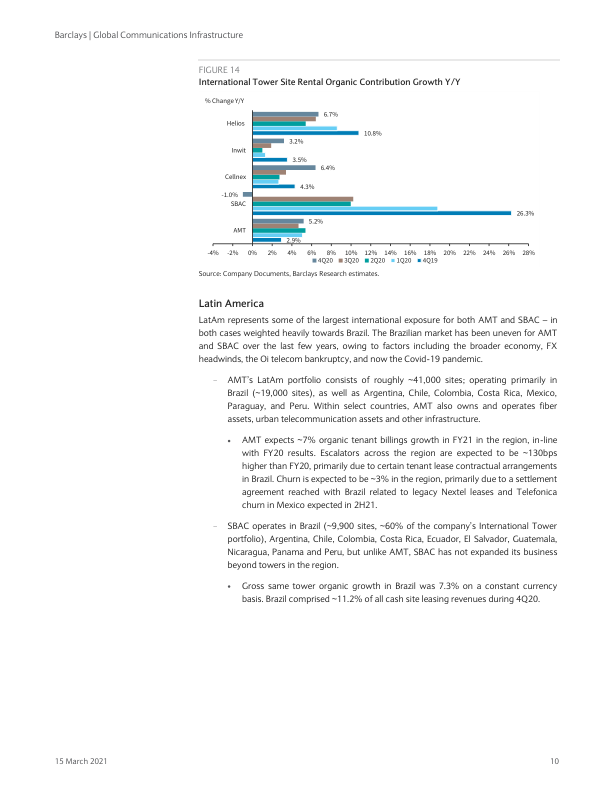 Barclays | Global Communications Infrastructure
FIGURE 14
International Tower Site Rental Organic Contribution Growth Y/Y
% Change Y/Y
Helios
6.7%
10.8%
Inwit
3.2%
3.5%
Cellnex
6.4%
4.3%
-1.0%
SBAC
26.3%
AMT
5.2%
2.9%
-4% -2% 0% 2% 4% 6% 8% 10% 12% 14% 16% 18% 20% 22% 24% 26% 28%
4Q20 3Q20 2Q20 1Q20 4Q19
Source: Company Documents, Barclays Research estimates.
Latin America
LatAm represents some of the largest international exposure for both AMT and SBAC – in
both cases weighted heavily towards Brazil. The Brazilian market has been uneven for AMT
and SBAC over the last few years, owing to factors including the broader economy, FX
headwinds, the Oi telecom bankruptcy, and now the Covid-19 pandemic.
– AMT's LatAm portfolio consists of roughly ~41,000 sites; operating primarily in
Brazil (~19,000 sites), as well as Argentina, Chile, Colombia, Costa Rica, Mexico,
Paraguay, and Peru. Within select countries, AMT also owns and operates fiber
assets, urban telecommunication assets and other infrastructure.
• AMT expects ~7% organic tenant billings growth in FY21 in the region, in-line
with FY20 results. Escalators across the region are expected to be ~130bps
higher than FY20, primarily due to certain tenant lease contractual arrangements
in Brazil. Churn is expected to be ~3% in the region, primarily due to a settlement
agreement reached with Brazil related to legacy Nextel leases and Telefonica
churn in Mexico expected in 2H21.
– SBAC operates in Brazil (~9,900 sites, ~60% of the company's International Tower
portfolio), Argentina, Chile, Colombia, Costa Rica, Ecuador, El Salvador, Guatemala,
Nicaragua, Panama and Peru, but unlike AMT, SBAC has not expanded its business
beyond towers in the region.
• Gross same tower organic growth in Brazil was 7.3% on a constant currency
basis. Brazil comprised ~11.2% of all cash site leasing revenues during 4Q20.
15 March 2021
10